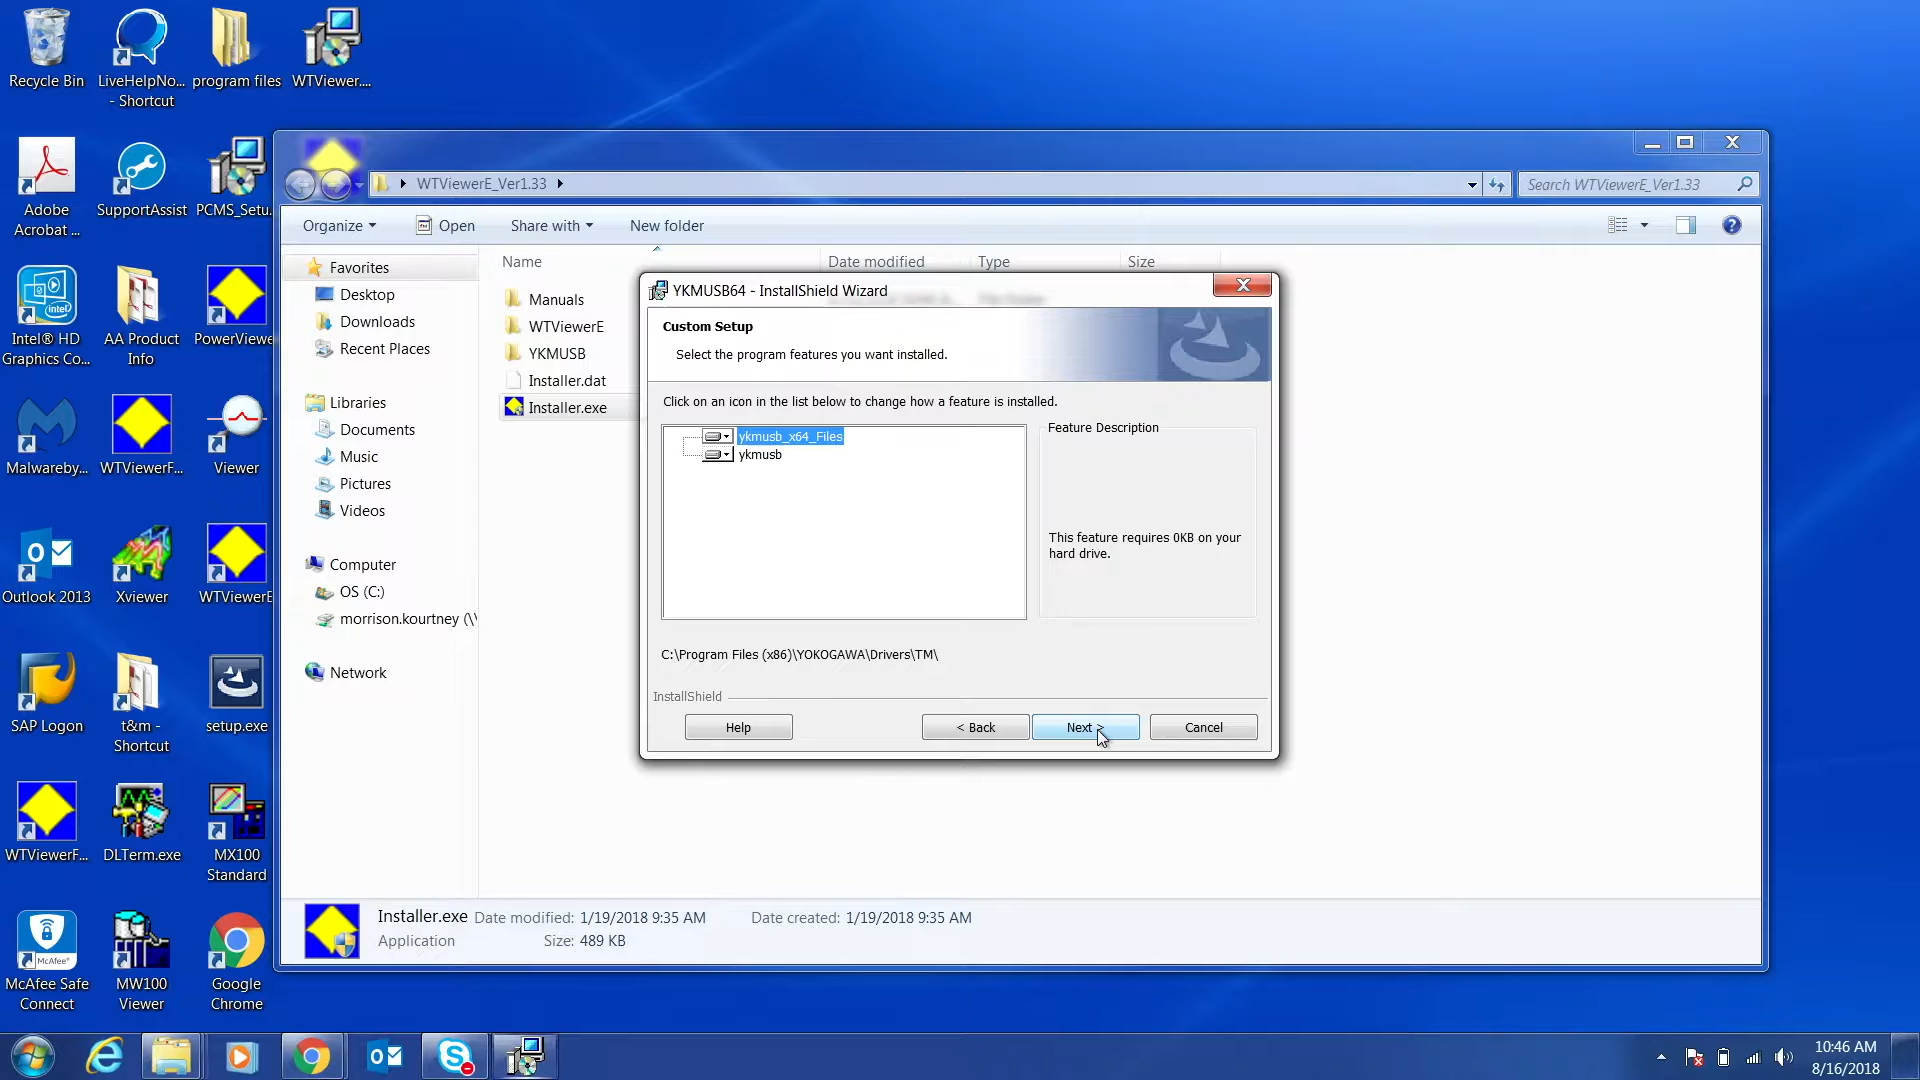 Recycle Bin
LiveHelpNo...
- Shortcut
program files
WTViewer....
Adobe
Acrobat ...
SupportAssist
PCMS_Setu.
Intel® HD
Graphics Co...
AA Product
Info
PowerViewe
Malwareby...
WTViewerF...
Viewer
Outlook 2013
Xviewer
WTViewerE
SAP Logon
t&m -
Shortcut
setup.exe
WTViewerF...
DLTerm.exe
MX100
Standard
McAfee Safe
Connect
MW100
Viewer
Google
Chrome
WTViewerE_Ver1.33
Search WTViewerE_Ver1.33
Organize
Open
Share with
New folder
Favorites
Desktop
Downloads
Recent Places
Libraries
Documents
Music
Pictures
Videos
Computer
OS (C:)
morrison.kourtney (\\
Network
Name
Date modified
Type
Size
Manuals
WTViewerE
YKMUSB
Installer.dat
Installer.exe
YKMUSB64 - InstallShield Wizard
Custom Setup
Select the program features you want installed.
Click on an icon in the list below to change how a feature is installed.
ykmusb_x64_Files
ykmusb
Feature Description
This feature requires 0KB on your
hard drive.
C:\Program Files (x86)\YOKOGAWA\Drivers\TM\
InstallShield
Help
< Back
Next >
Cancel
Installer.exe Date modified: 1/19/2018 9:35 AM Date created: 1/19/2018 9:35 AM
Application Size: 489 KB
10:46 AM
8/16/2018